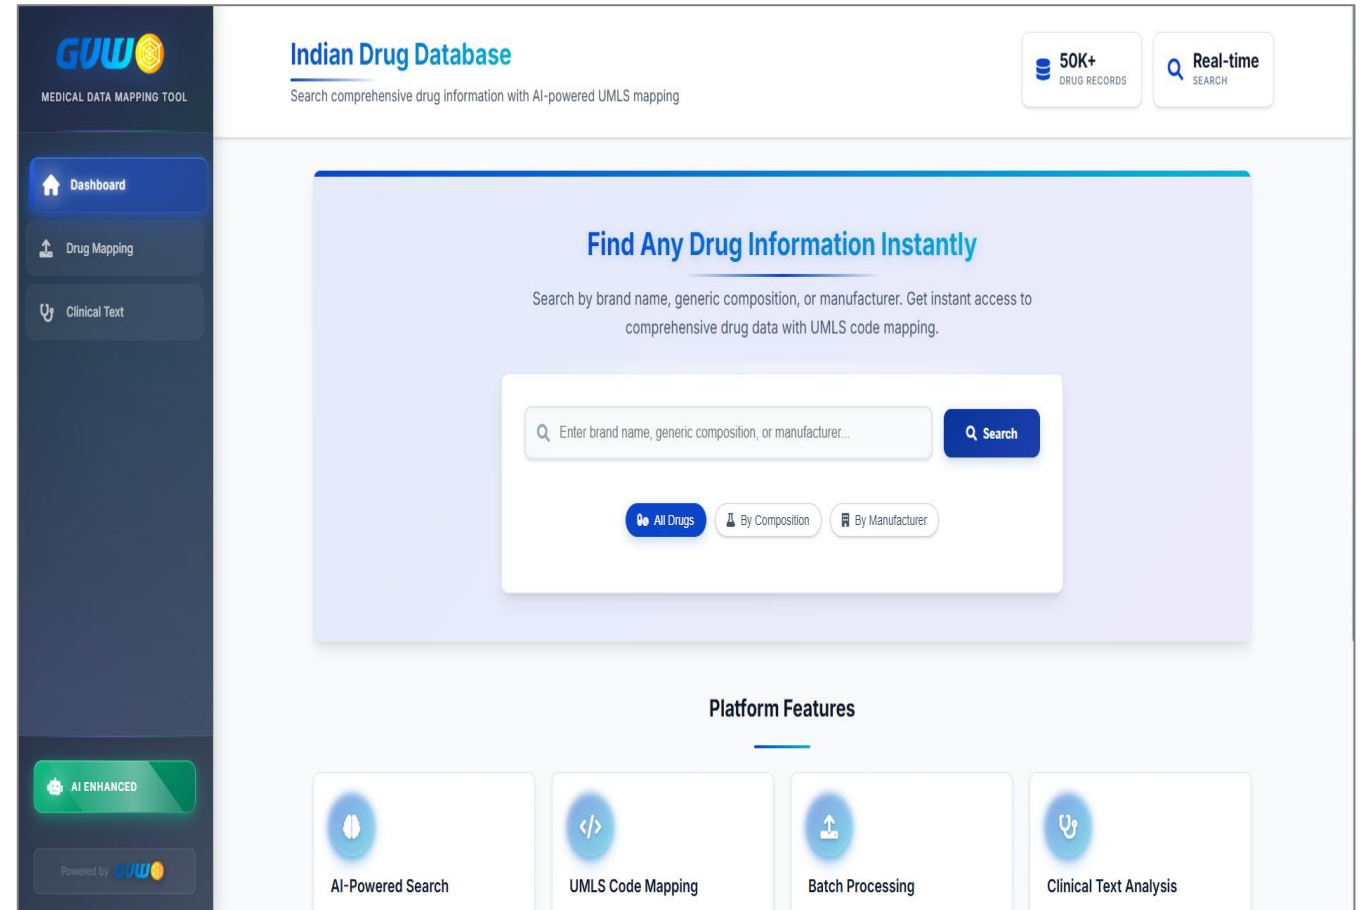 GUWO
MEDICAL DATA MAPPING TOOL
Dashboard
Drug Mapping
Clinical Text
AI ENHANCED
Powered by GUWO
Indian Drug Database
Search comprehensive drug information with AI-powered UMLS mapping
50K+
DRUG RECORDS
Real-time
SEARCH
Find Any Drug Information Instantly
Search by brand name, generic composition, or manufacturer. Get instant access to
comprehensive drug data with UMLS code mapping.
Enter brand name, generic composition, or manufacturer...
Search
All Drugs
By Composition
By Manufacturer
Platform Features
AI-Powered Search
UMLS Code Mapping
Batch Processing
Clinical Text Analysis